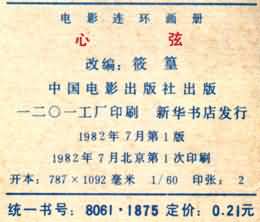 电影连环画册
心弦
改编：筱篁
中国电影出版社出版
一二〇一工厂印刷 新华书店发行
1982年7月第1版
1982年7月北京第1次印刷
开本：787×1092毫米 1/60 印张：2
统一书号：8061·1875 定价：0.21元